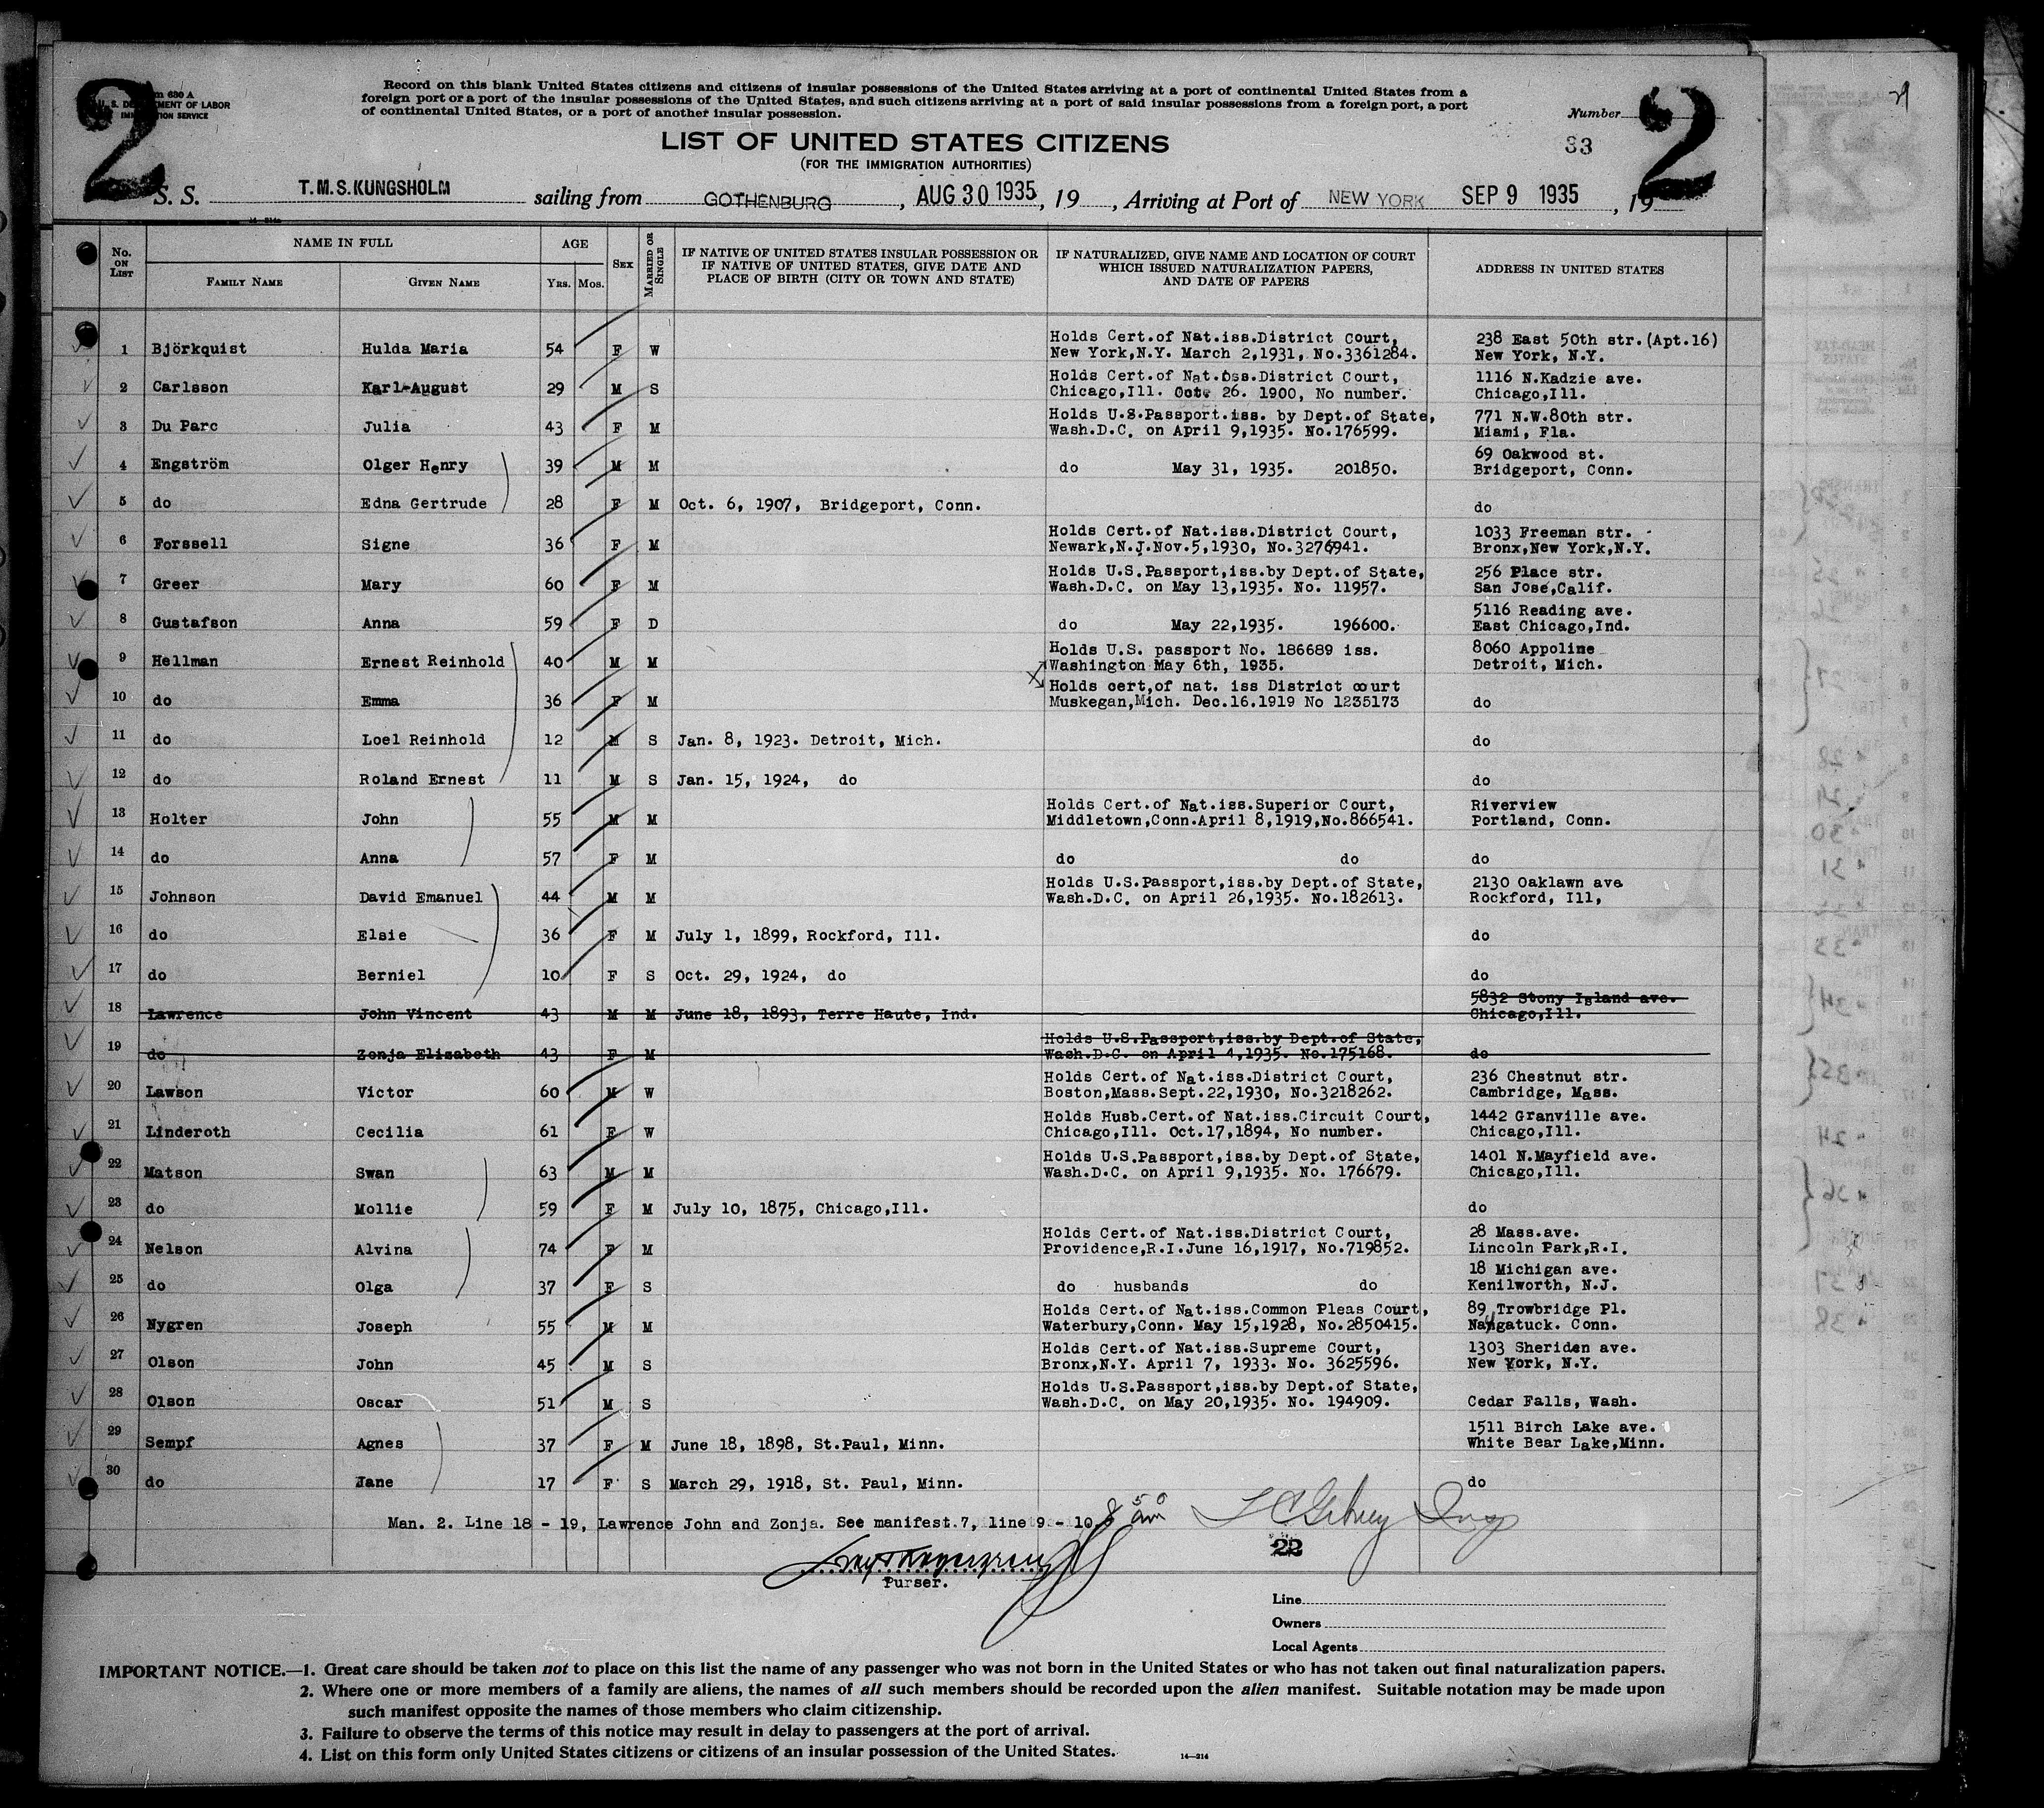 2
2
Form 630 A
U. S. DEPARTMENT OF LABOR
IMMIGRATION SERVICE
Record on this blank United States citizens and citizens of insular possessions of the United States arriving at a port of continental United States from a
foreign port or a port of the insular possessions of the United States, and such citizens arriving at a port of said insular possessions from a foreign port, a port
of continental United States, or a port of another insular possession.
Number
33
LIST OF UNITED STATES CITIZENS
(FOR THE IMMIGRATION AUTHORITIES)
S. S. T.M.S.KUNGSHOLM sailing from GOTHENBURG, AUG 30 1935, 19 , Arriving at Port of NEW YORK SEP 9 1935, 19
14-214
No. ON LIST
NAME IN FULL
FAMILY NAME GIVEN NAME
AGE
YRS. MOS.
SEX
MARRIED OR SINGLE
IF NATIVE OF UNITED STATES INSULAR POSSESSION OR
IF NATIVE OF UNITED STATES, GIVE DATE AND
PLACE OF BIRTH (CITY OR TOWN AND STATE)
IF NATURALIZED, GIVE NAME AND LOCATION OF COURT
WHICH ISSUED NATURALIZATION PAPERS,
AND DATE OF PAPERS
ADDRESS IN UNITED STATES
Holds Cert.of Nat.iss.District Court, 238 East 50th str.(Apt.16)
1 Björkquist Hulda Maria 54 F W New York,N.Y. March 2,1931, No.3361284. New York, N.Y.
Holds Cert.of Nat.iss.District Court, 1116 N.Kadzie ave.
2 Carlsson Karl-August 29 M S Chicago,Ill. Oct. 26. 1900, No number. Chicago,Ill.
Holds U.S.Passport.iss. by Dept.of State, 771 N.W.80th str.
3 Du Parc Julia 43 F M Wash.D.C. on April 9,1935. No.176599. Miami, Fla.
69 Oakwood st.
4 Engström Olger Henry 39 M M do May 31, 1935. 201850. Bridgeport, Conn.
5 do Edna Gertrude 28 F M Oct. 6, 1907, Bridgeport, Conn. do
Holds Cert.of Nat.iss.District Court, 1033 Freeman str.
6 Forssell Signe 36 F M Newark,N.J.Nov.5,1930, No.3276941. Bronx,New York,N.Y.
Holds U.S.Passport,iss.by Dept.of State, 256 Place str.
7 Greer Mary 60 F M Wash.D.C. on May 13,1935. No. 11957. San José,Calif.
5116 Reading ave.
8 Gustafson Anna 59 F D do May 22,1935. 196600. East Chicago,Ind.
Holds U.S. passport No. 186689 iss. 8060 Appoline
9 Hellman Ernest Reinhold 40 M M Washington May 6th, 1935. Detroit, Mich.
Holds cert,of nat. iss District court
10 do Emma 36 F M Muskegan,Mich. Dec.16.1919 No 1235173 do
11 do Loel Reinhold 12 M S Jan. 8, 1923. Detroit, Mich. do
12 do Roland Ernest 11 M S Jan. 15, 1924, do do
Holds Cert.of Nat.iss.Superior Court, Riverview
13 Holter John 55 M M Middletown,Conn.April 8,1919,No.866541. Portland, Conn.
14 do Anna 57 F M do do do
Holds U.S.Passport,iss.by Dept.of State, 2130 Oaklawn ave
15 Johnson David Emanuel 44 M M Wash.D.C. on April 26,1935. No.182613. Rockford, Ill,
16 do Elsie 36 F M July 1, 1899, Rockford, Ill. do
17 do Berniel 10 F S Oct. 29, 1924, do do
5832 Stony Island ave.
18 Lawrence John Vincent 43 M M June 18, 1893, Terre Haute, Ind. Chicago,Ill.
Holds U.S.Passport,iss.by Dept.of State,
19 do Zonja Elizabeth 43 F M Wash.D.C. on April 4,1935. No.175168. do
Holds Cert.of Nat.iss.District Court, 236 Chestnut str.
20 Lawson Victor 60 M W Boston,Mass.Sept.22,1930, No.3218262. Cambridge, Mass.
Holds Husb.Cert.of Nat.iss.Circuit Court, 1442 Granville ave.
21 Linderoth Cecilia 61 F W Chicago,Ill. Oct.17,1894, No number. Chicago,Ill.
Holds U.S.Passport,iss.by Dept.of State, 1401 N.Mayfield ave.
22 Matson Swan 63 M M Wash.D.C. on April 9,1935. No. 176679. Chicago,Ill.
23 do Mollie 59 F M July 10, 1875, Chicago,Ill. do
Holds Cert.of Nat.iss.District Court, 28 Mass.ave.
24 Nelson Alvina 74 F M Providence,R.I.June 16,1917, No.719852. Lincoln Park,R.I.
18 Michigan ave.
25 do Olga 37 F S do husbands do Kenilworth, N.J.
Holds Cert.of Nat.iss.Common Pleas Court, 89 Trowbridge Pl.
26 Nygren Joseph 55 M M Waterbury,Conn. May 15,1928, No.2850415. Naugatuck. Conn.
Holds Cert.of Nat.iss.Supreme Court, 1303 Sheriden ave.
27 Olson John 45 M S Bronx,N.Y. April 7, 1933. No. 3625596. New York, N.Y.
Holds U.S.Passport,iss.by Dept.of State,
28 Olson Oscar 51 M S Wash.D.C. on May 20,1935. No. 194909. Cedar Falls, Wash.
1511 Birch Lake ave.
29 Sempf Agnes 37 F M June 18, 1898, St.Paul, Minn. White Bear Lake,Minn.
30 do Jane 17 F S March 29, 1918, St. Paul, Minn. do
Man. 2. Line 18 - 19, Lawrence John and Zonja. See manifest.7, line 9 - 10.
8 50 am
22
Purser.
Line
Owners
Local Agents
IMPORTANT NOTICE.—1. Great care should be taken not to place on this list the name of any passenger who was not born in the United States or who has not taken out final naturalization papers.
2. Where one or more members of a family are aliens, the names of all such members should be recorded upon the alien manifest. Suitable notation may be made upon
such manifest opposite the names of those members who claim citizenship.
3. Failure to observe the terms of this notice may result in delay to passengers at the port of arrival.
4. List on this form only United States citizens or citizens of an insular possession of the United States.
14—214